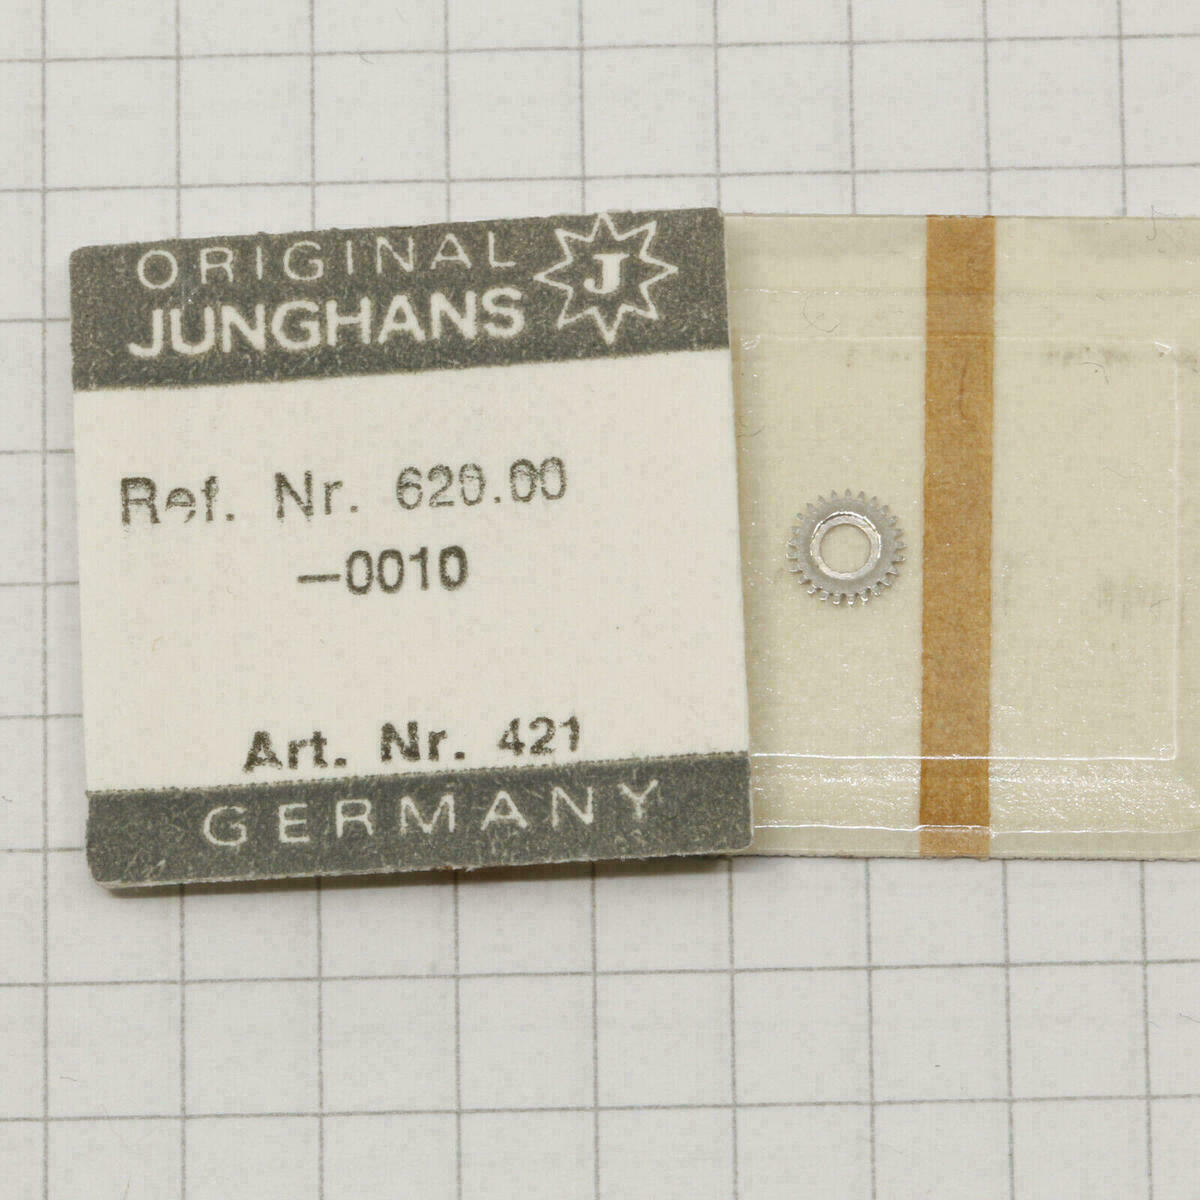 ORIGINAL
JUNGHANS
J
Ref. Nr. 620.00
—0010
Art. Nr. 421
GERMANY